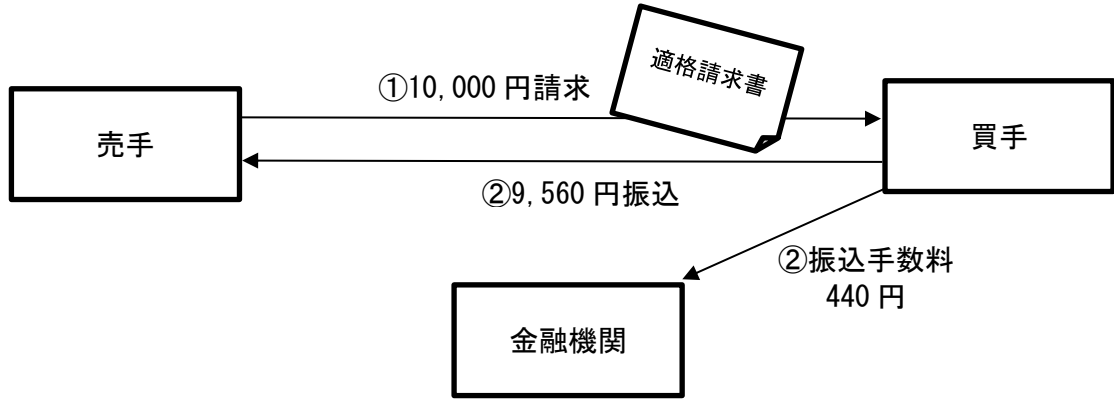 適格請求書
①10,000 円請求
売手
買手
②9,560 円振込
②振込手数料
440 円
金融機関